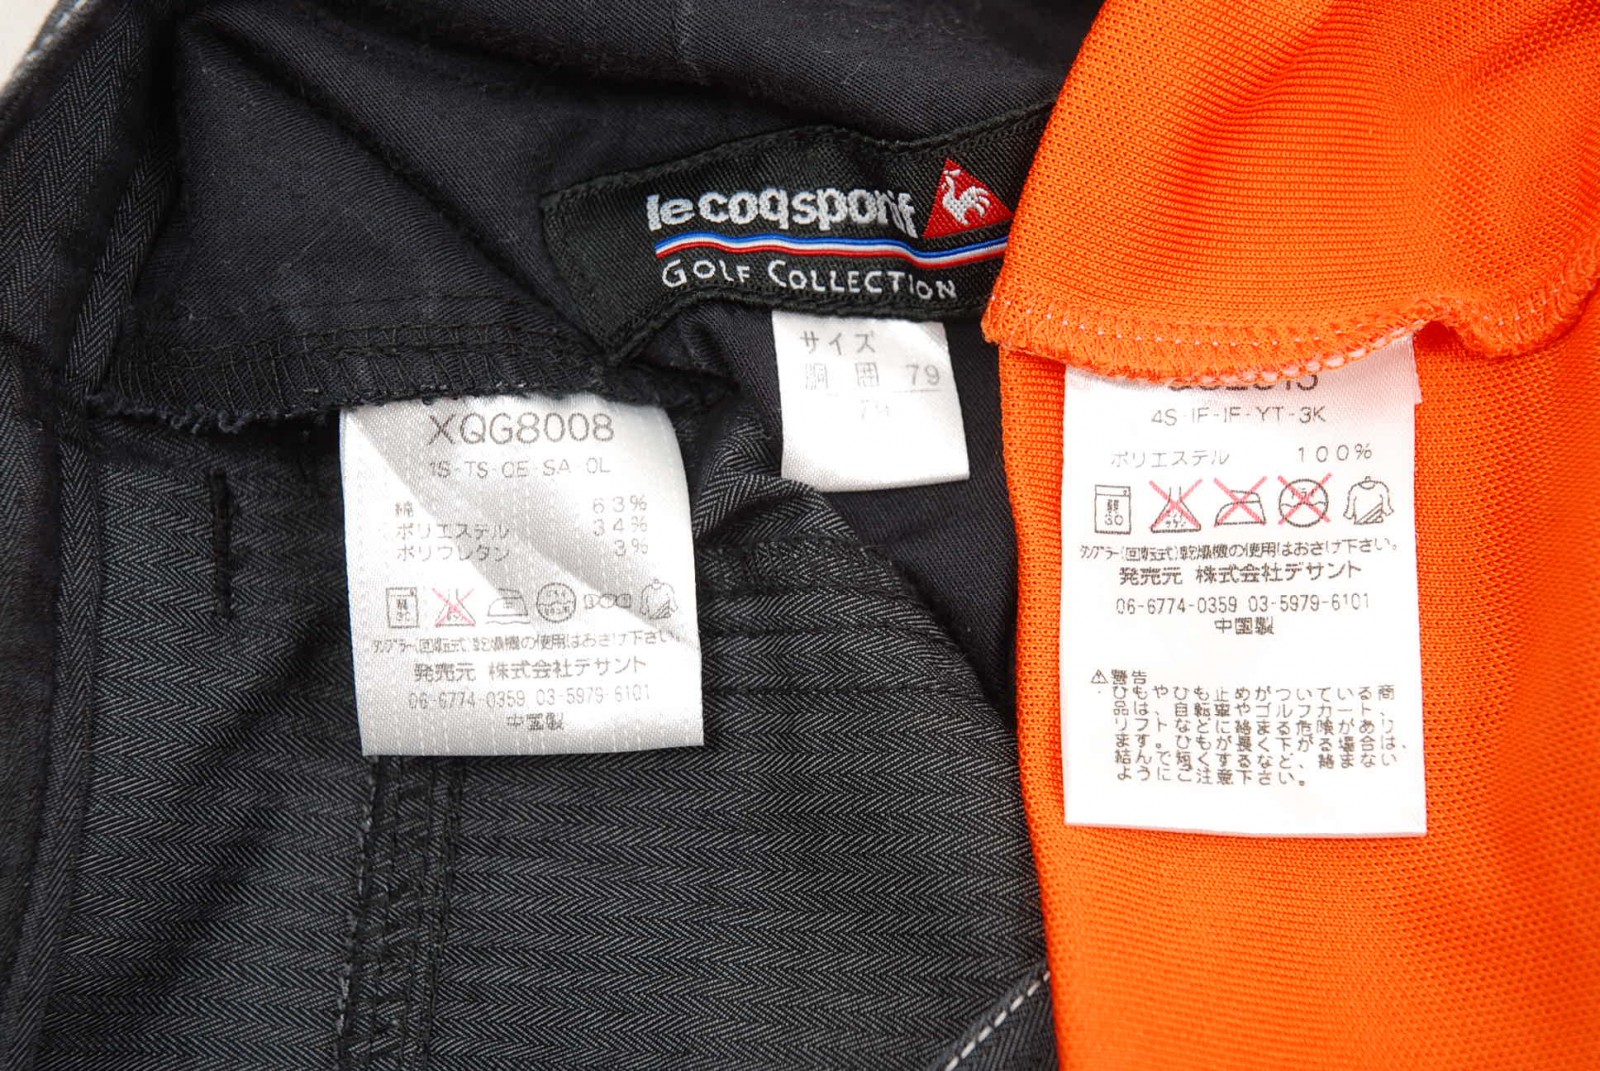 le coq sportif
GOLF COLLECTION
サイズ
胴囲 79
XQG8008
1S-TS-OE-SA-OL
綿 63%
ポリエステル 34%
ポリウレタン 3%
タンブラー(回転式)乾燥機の使用はおさけ下さい。
発売元 株式会社デサント
06-6774-0359 03-5979-6101
中国製
4S-IF-IF-YT-3K
ポリエステル 100%
30
タンブラー(回転式)乾燥機の使用はおさけ下さい。
発売元 株式会社デサント
06-6774-0359 03-5979-6101
中国製
⚠警告
・ひもやひも止めがついている商
品は、自転車やゴルフカート、
リフトなどに絡まる危険があり
ます。ひもが長く下がる場合は、
結んで短くするなど、絡まない
ようにご注意下さい。